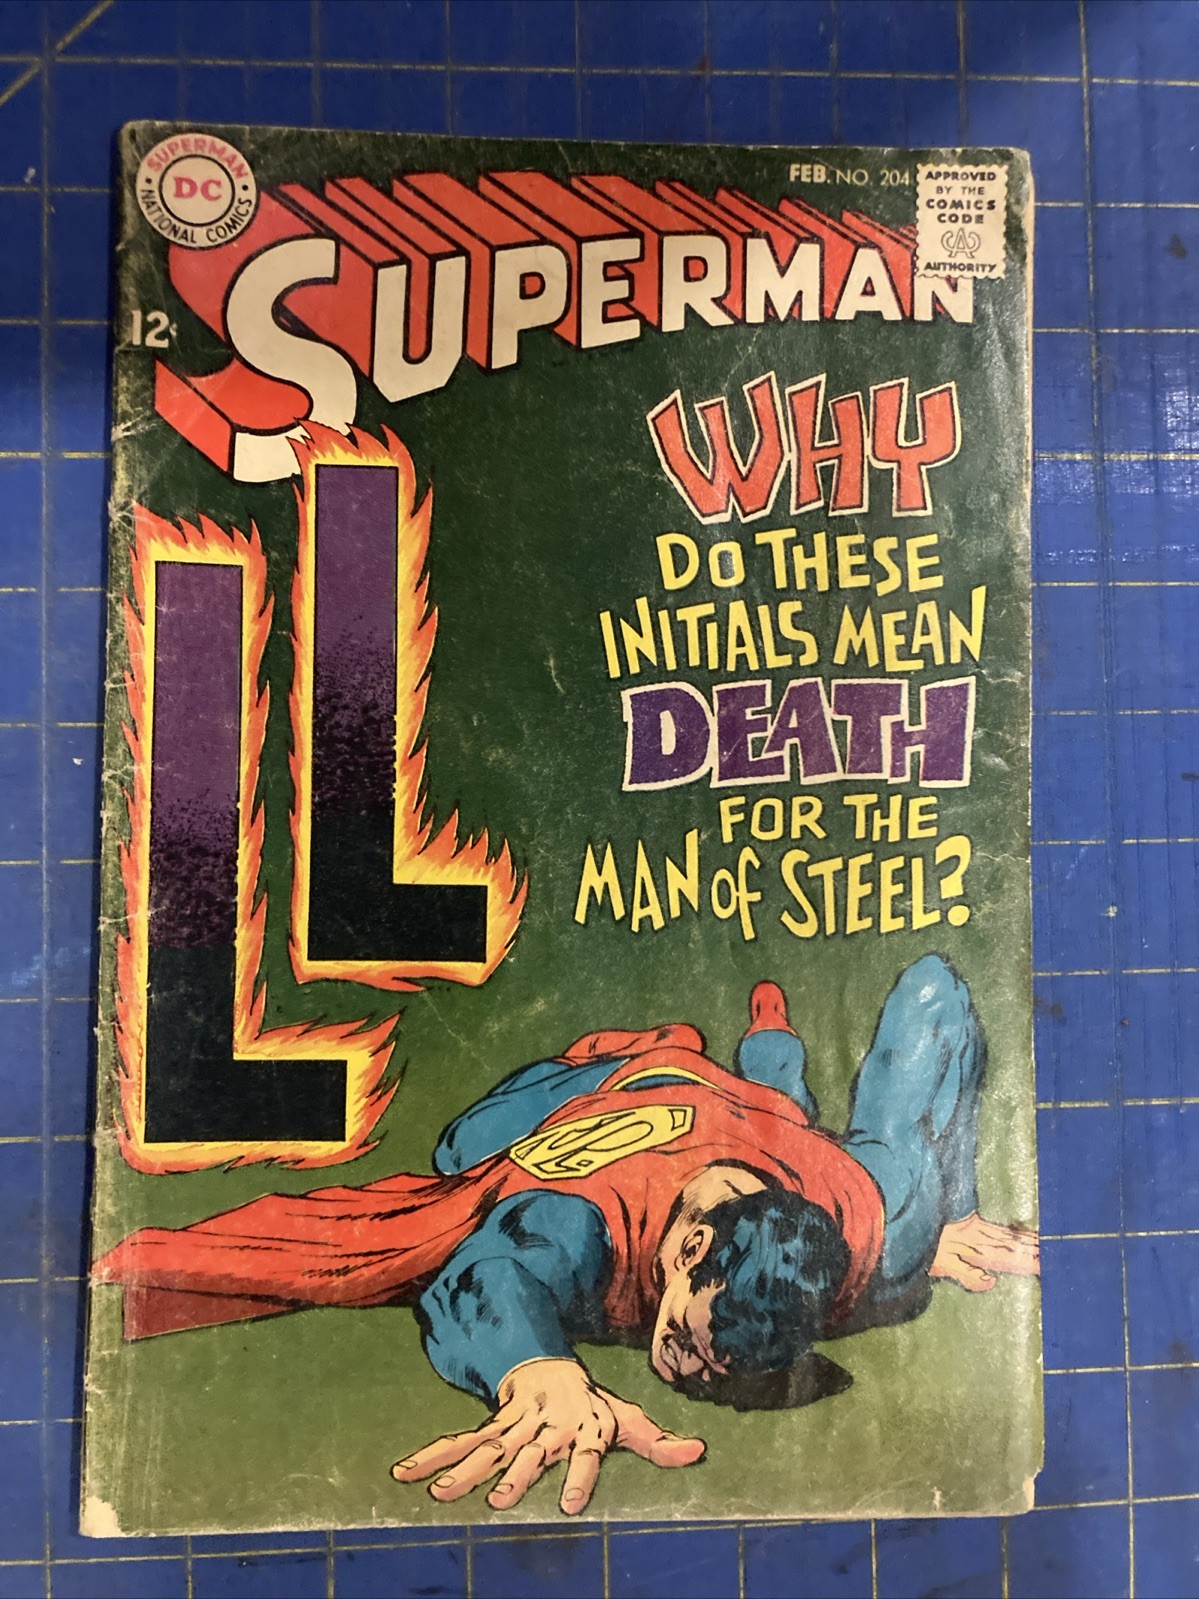 SUPERMAN
DC
NATIONAL COMICS
FEB. NO. 204
APPROVED
BY THE
COMICS
CODE
CA
AUTHORITY
12¢
SUPERMAN
LL
WHY
DO THESE
INITIALS MEAN
DEATH
FOR THE
MAN OF STEEL?
S